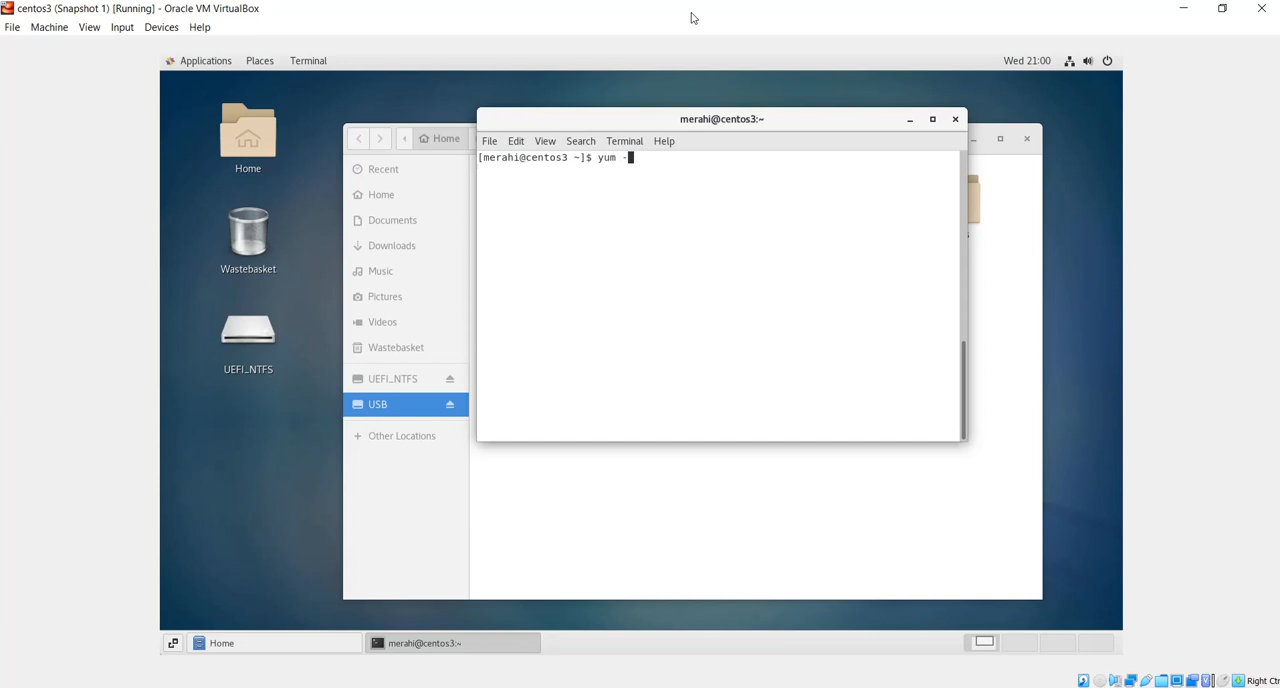 centos3 (Snapshot 1) [Running] - Oracle VM VirtualBox
File Machine View Input Devices Help
Applications Places Terminal Wed 21:00
merahi@centos3:~
Home
File Edit View Search Terminal Help
[merahi@centos3 ~]$ yum -
Home
Wastebasket
UEFI_NTFS
Recent
Home
Documents
Downloads
Music
Pictures
Videos
Wastebasket
UEFI_NTFS
USB
+ Other Locations
Home merahi@centos3:~
Right Ctr